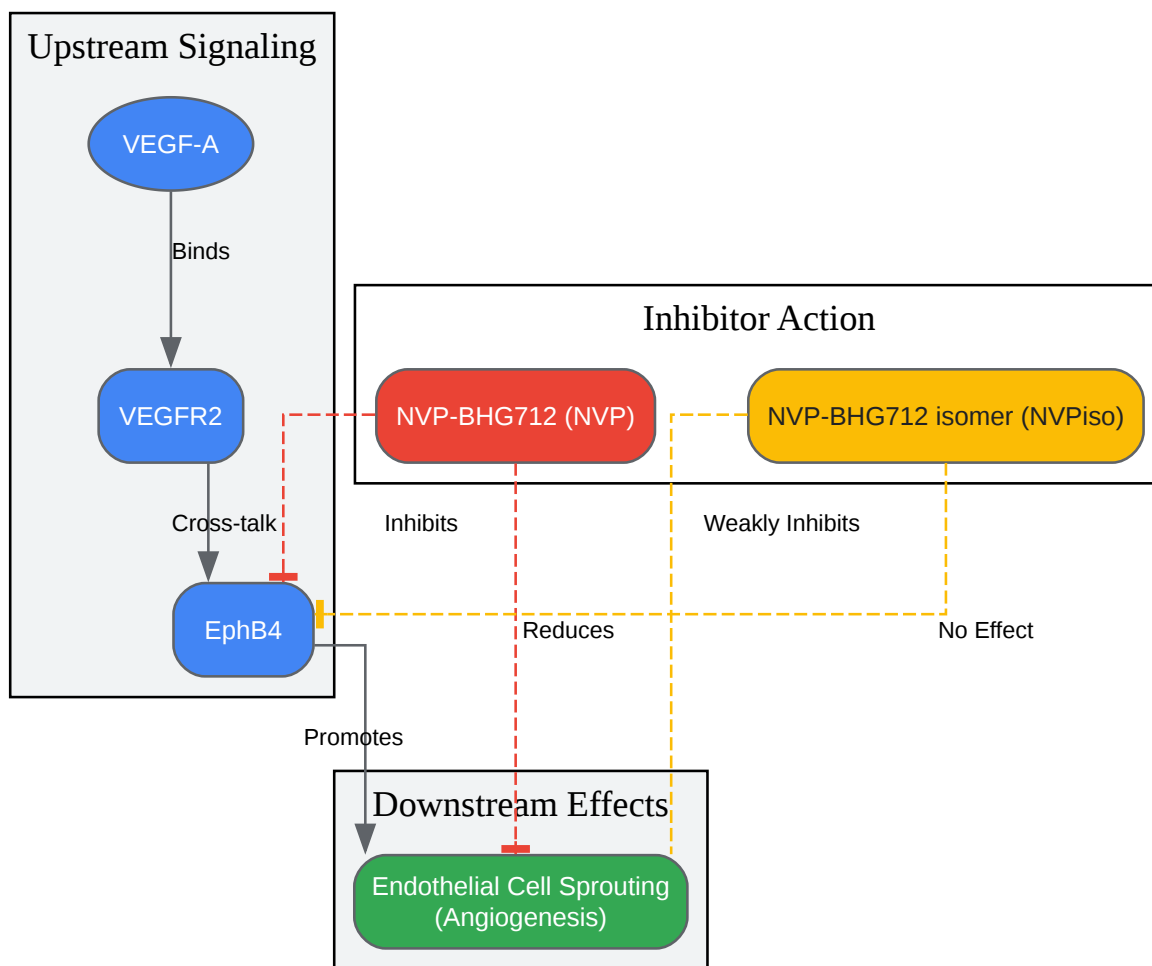 Upstream Signaling
VEGF-A
Binds
Inhibitor Action
VEGFR2
NVP-BHG712 (NVP)
NVP-BHG712 isomer (NVPiso)
Cross-talk
Inhibits
Weakly Inhibits
EphB4
Reduces
No Effect
Promotes
Downstream Effects
Endothelial Cell Sprouting
(Angiogenesis)